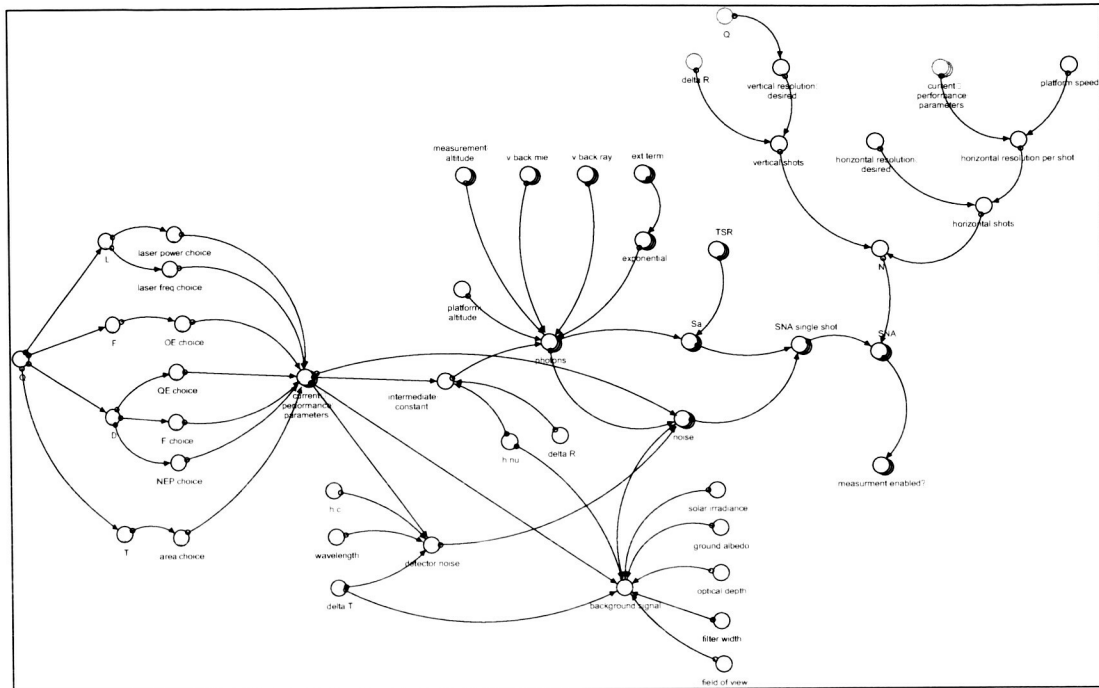 Q
delta R
vertical resolution
desired
current
performance
parameters
platform speed
vertical shots
horizontal resolution
desired
horizontal resolution per shot
measurement
altitude
v back mie
v back ray
ext term
horizontal shots
TSR
L
laser power choice
exponential
N
laser freq choice
platform
altitude
Sa
SNA single shot
SNA
F
OE choice
photons
Q
QE choice
current
performance
parameters
intermediate
constant
D
F choice
noise
h nu
delta R
NEP choice
measurment enabled?
h c
solar irradiance
T
area choice
wavelength
detector noise
ground albedo
optical depth
delta T
background signal
filter width
field of view